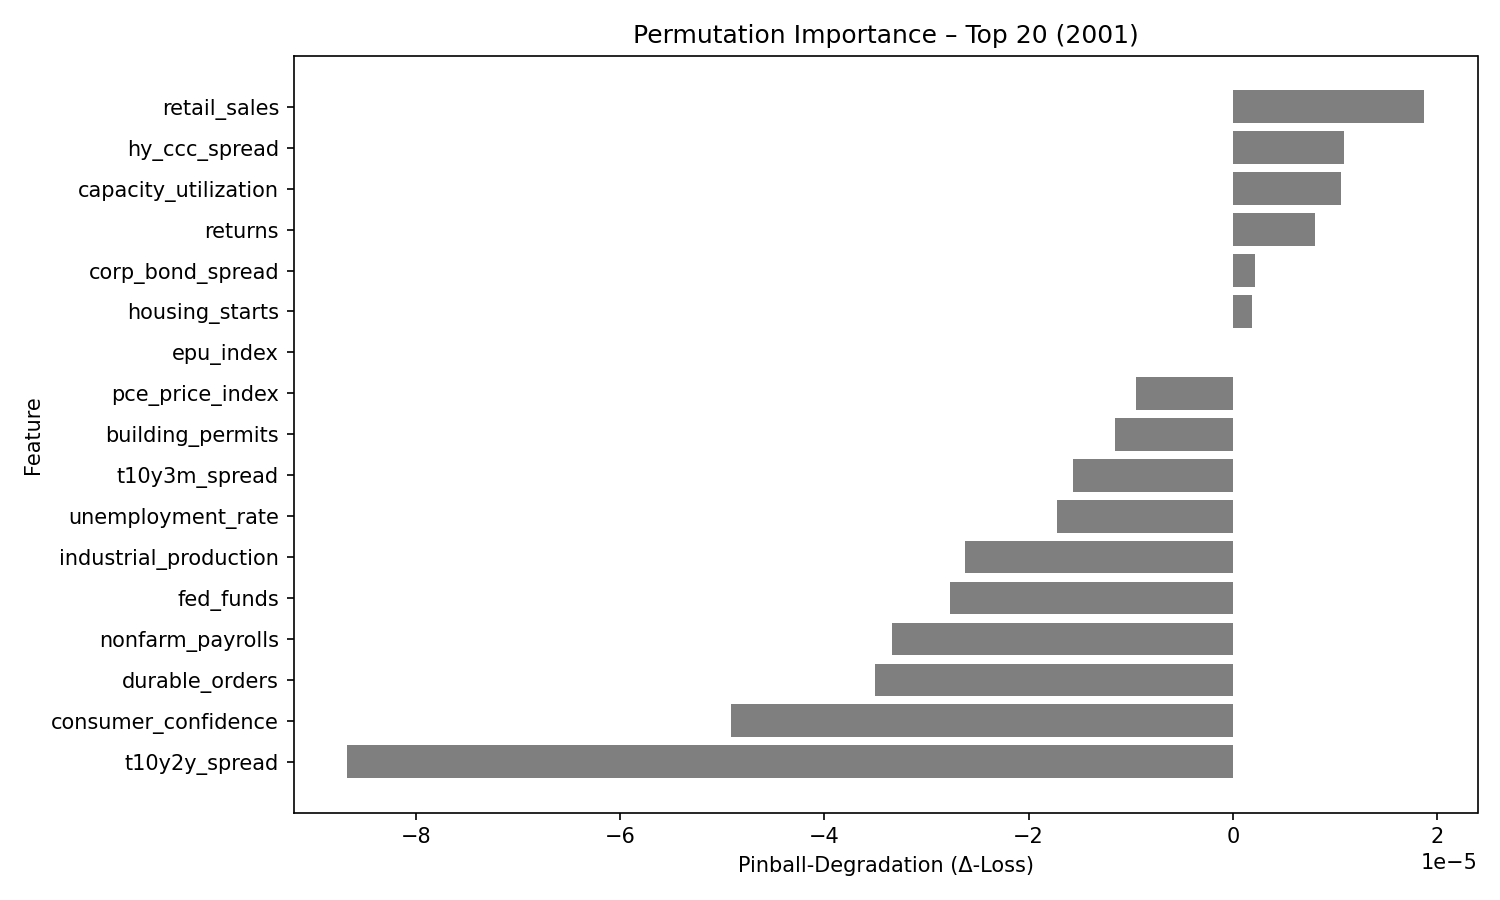 Permutation Importance – Top 20 (2001)
Feature
retail_sales
hy_ccc_spread
capacity_utilization
returns
corp_bond_spread
housing_starts
epu_index
pce_price_index
building_permits
t10y3m_spread
unemployment_rate
industrial_production
fed_funds
nonfarm_payrolls
durable_orders
consumer_confidence
t10y2y_spread
−8 −6 −4 −2 0 2
1e−5
Pinball-Degradation (Δ-Loss)